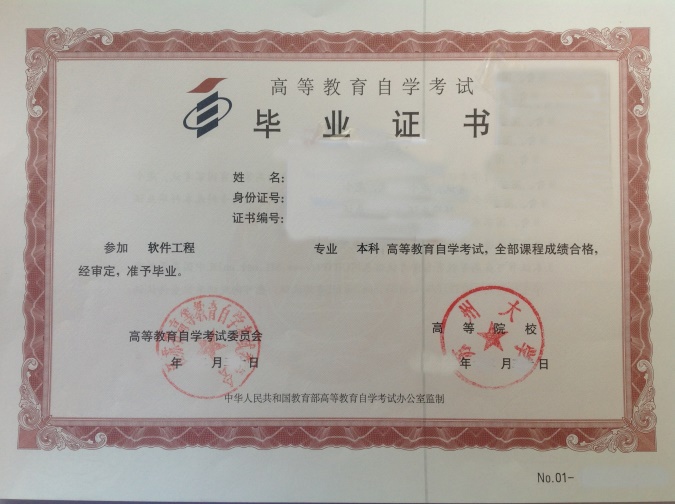 高等教育自学考试
毕业证书
姓 名：
身份证号：
证书编号：
参加 软件工程 专业 本科 高等教育自学考试，全部课程成绩合格，
经审定，准予毕业。
高等教育自学考试委员会
年 月 日
高等院校
年 月 日
州大学
中华人民共和国教育部高等教育自学考试办公室监制
No.01-